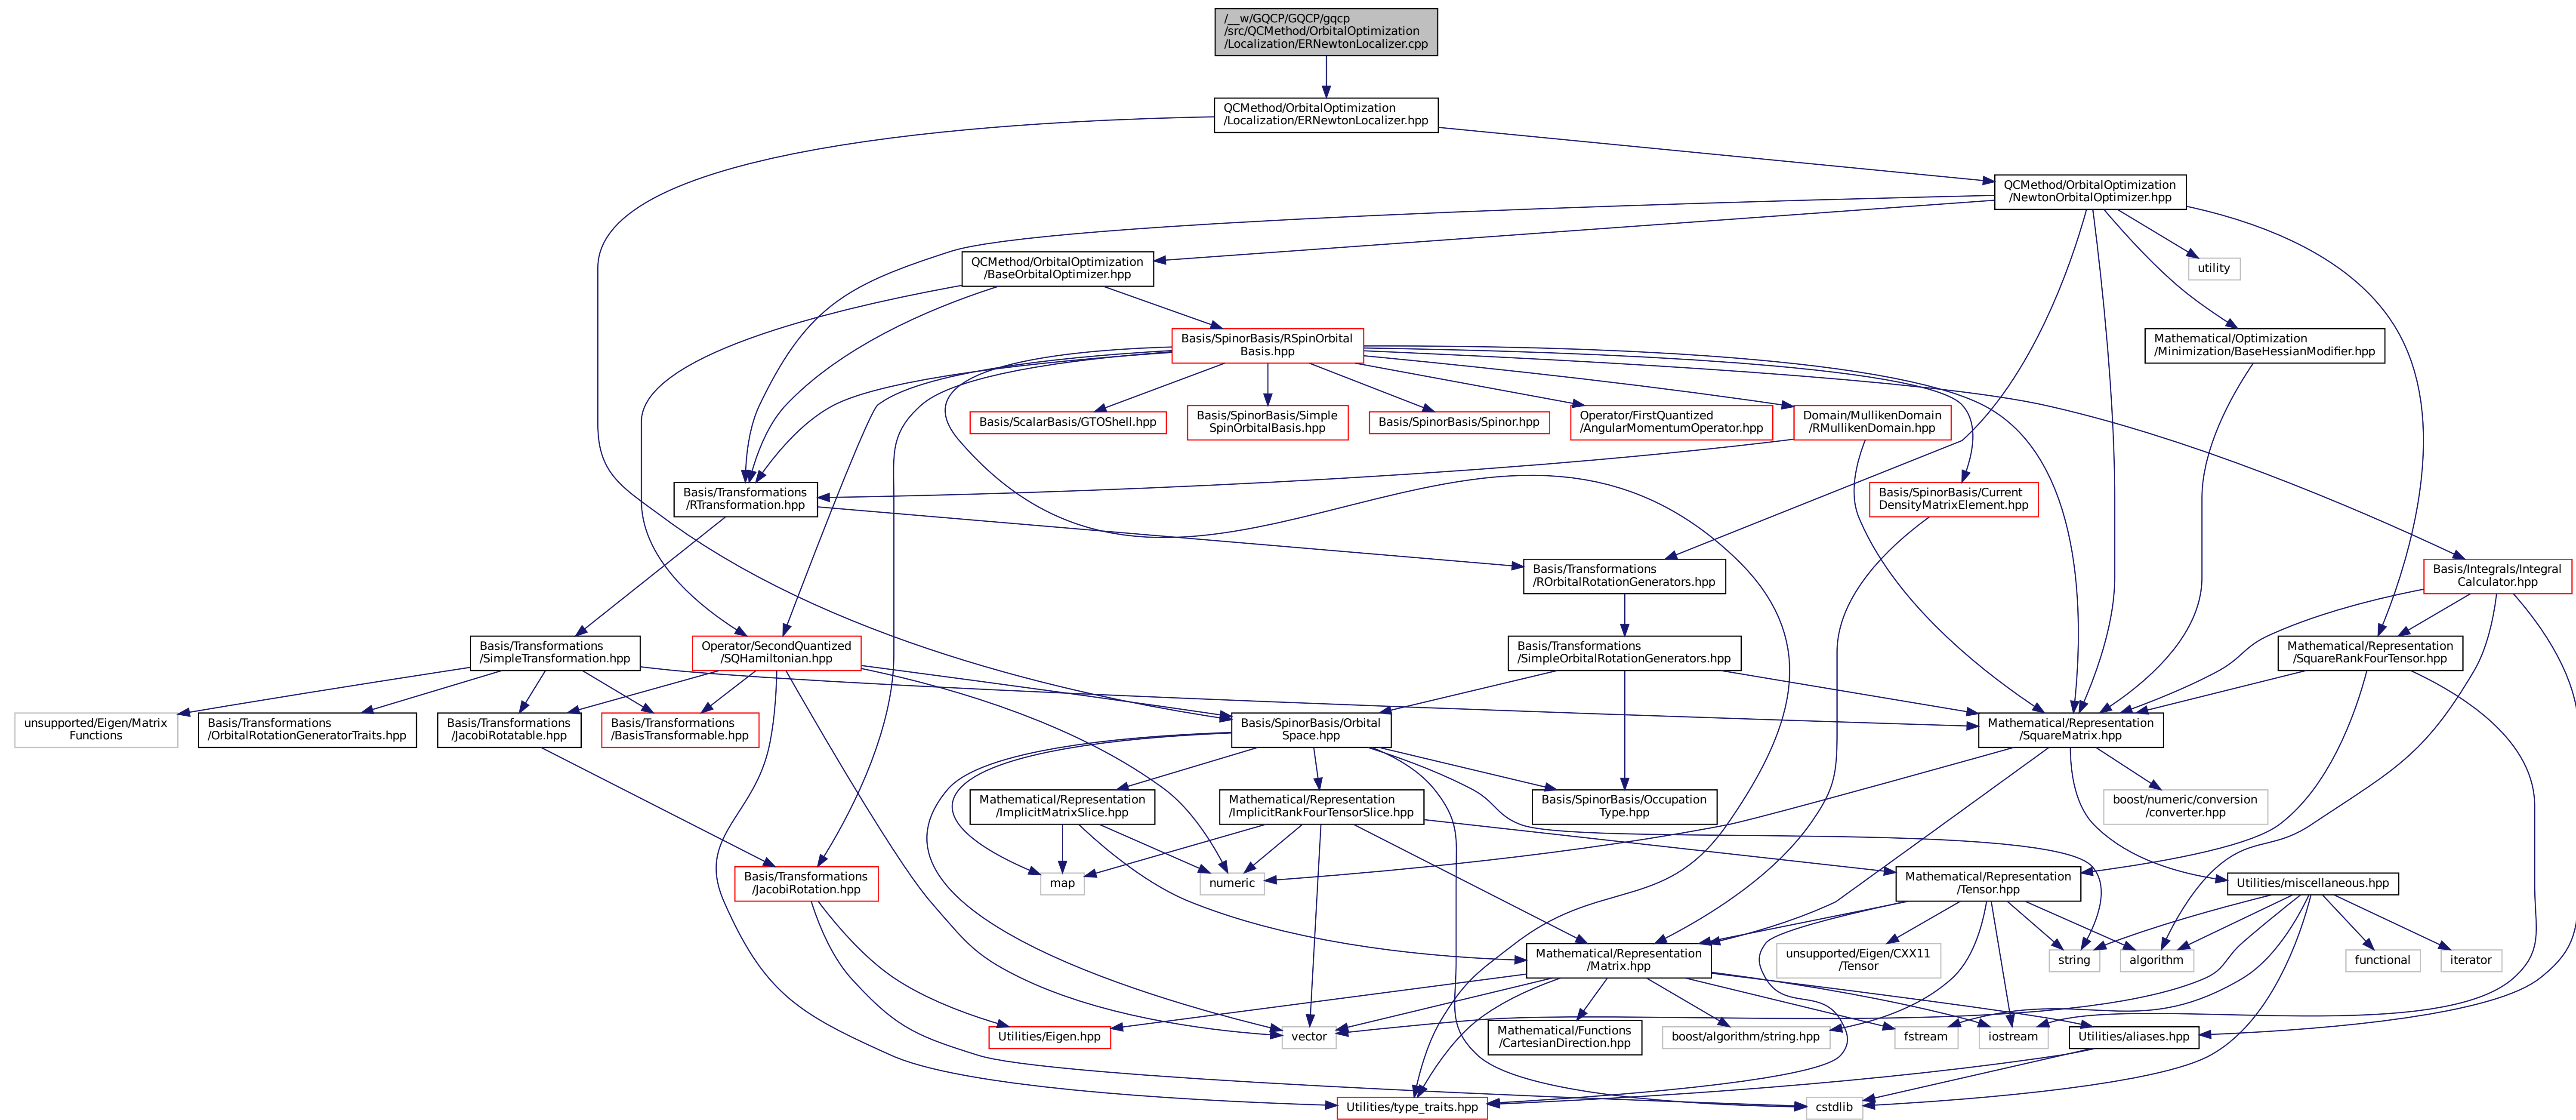 /__w/GQCP/GQCP/gqcp
/src/QCMethod/OrbitalOptimization
/Localization/ERNewtonLocalizer.cpp
QCMethod/OrbitalOptimization
/Localization/ERNewtonLocalizer.hpp
QCMethod/OrbitalOptimization
/NewtonOrbitalOptimizer.hpp
QCMethod/OrbitalOptimization
/BaseOrbitalOptimizer.hpp
utility
Basis/SpinorBasis/RSpinOrbital
Basis.hpp
Mathematical/Optimization
/Minimization/BaseHessianModifier.hpp
Basis/ScalarBasis/GTOShell.hpp
Basis/SpinorBasis/Simple
SpinOrbitalBasis.hpp
Basis/SpinorBasis/Spinor.hpp
Operator/FirstQuantized
/AngularMomentumOperator.hpp
Domain/MullikenDomain
/RMullikenDomain.hpp
Basis/Transformations
/RTransformation.hpp
Basis/SpinorBasis/Current
DensityMatrixElement.hpp
Basis/Transformations
/ROrbitalRotationGenerators.hpp
Basis/Integrals/Integral
Calculator.hpp
Basis/Transformations
/SimpleTransformation.hpp
Operator/SecondQuantized
/SQHamiltonian.hpp
Basis/Transformations
/SimpleOrbitalRotationGenerators.hpp
Mathematical/Representation
/SquareRankFourTensor.hpp
unsupported/Eigen/Matrix
Functions
Basis/Transformations
/OrbitalRotationGeneratorTraits.hpp
Basis/Transformations
/JacobiRotatable.hpp
Basis/Transformations
/BasisTransformable.hpp
Basis/SpinorBasis/Orbital
Space.hpp
Mathematical/Representation
/SquareMatrix.hpp
Mathematical/Representation
/ImplicitMatrixSlice.hpp
Mathematical/Representation
/ImplicitRankFourTensorSlice.hpp
Basis/SpinorBasis/Occupation
Type.hpp
boost/numeric/conversion
/converter.hpp
Basis/Transformations
/JacobiRotation.hpp
map
numeric
Mathematical/Representation
/Tensor.hpp
Utilities/miscellaneous.hpp
Mathematical/Representation
/Matrix.hpp
unsupported/Eigen/CXX11
/Tensor
string
algorithm
functional
iterator
Utilities/Eigen.hpp
vector
Mathematical/Functions
/CartesianDirection.hpp
boost/algorithm/string.hpp
fstream
iostream
Utilities/aliases.hpp
Utilities/type_traits.hpp
cstdlib